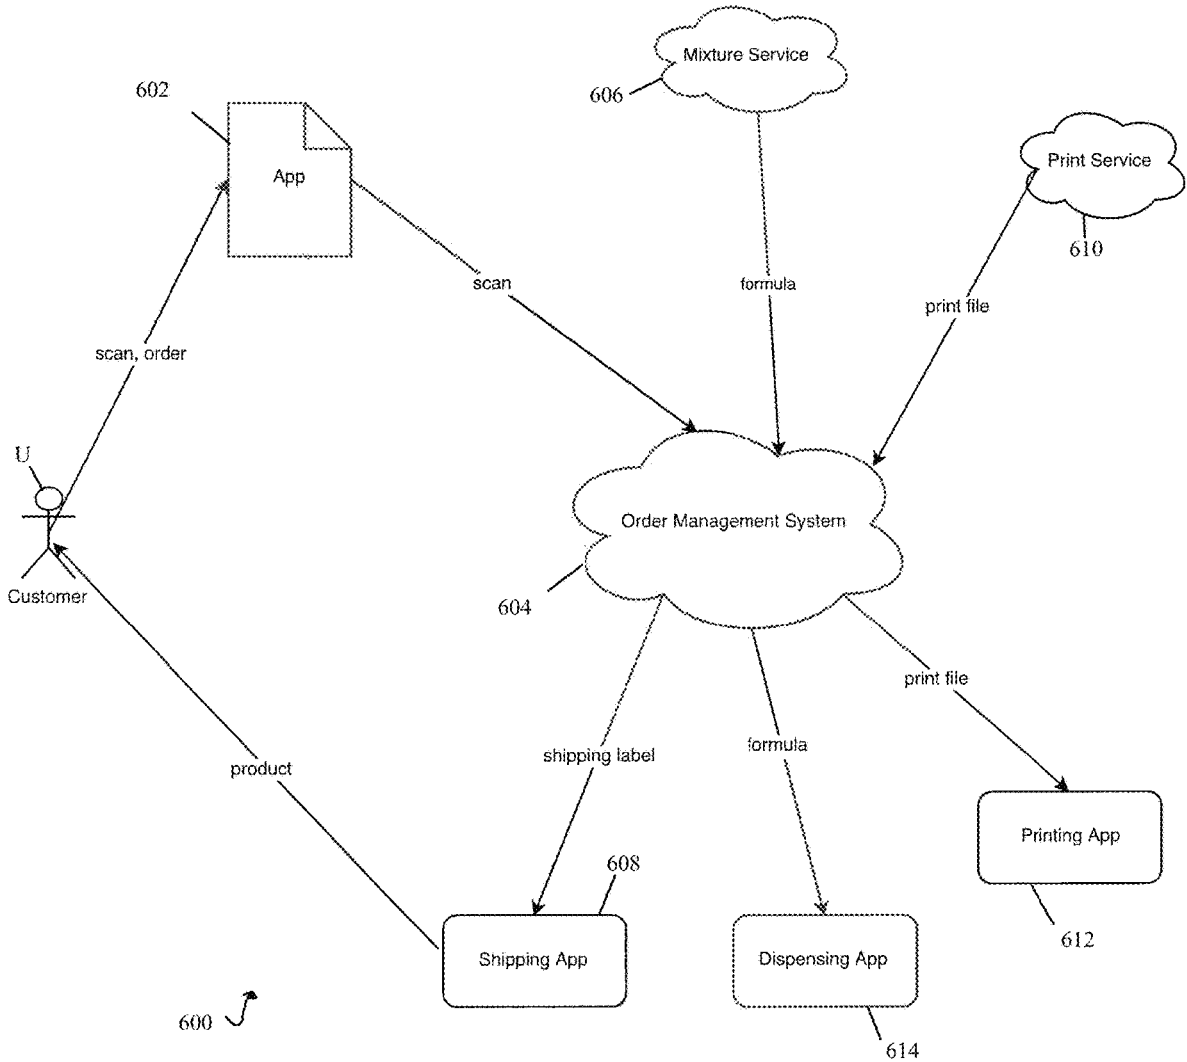 Mixture Service
602
606
Print Service
App
610
scan
formula
print file
scan, order
U
Order Management System
Customer
604
print file
formula
shipping label
product
Printing App
608
612
Shipping App
Dispensing App
600
614